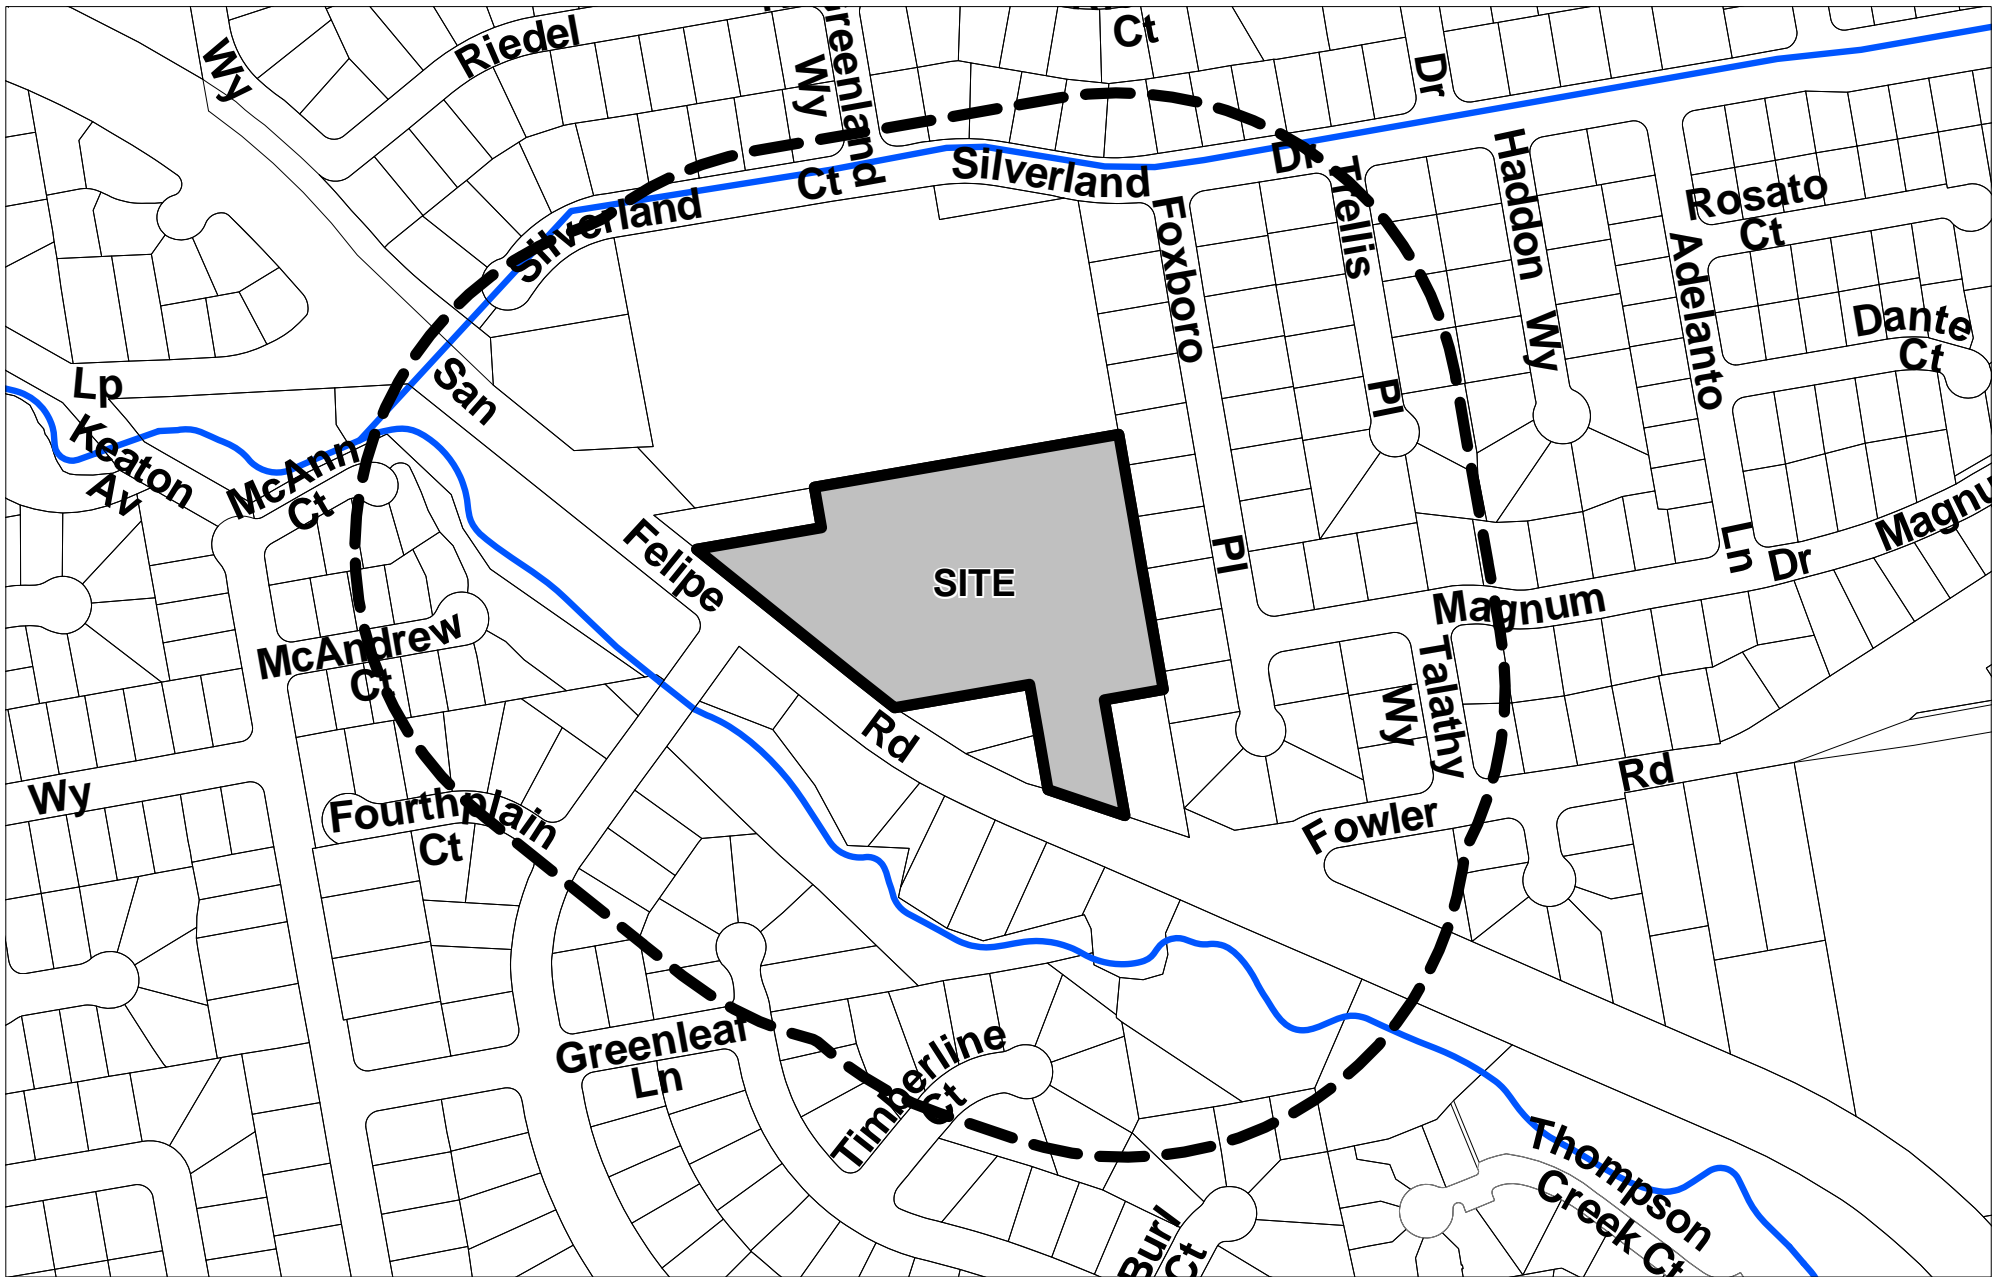 Wy
Riedel
Greenland
Wy
Ct
Dr
Silverland
Dr
Silverland
Ct
Trellis
Pl
Haddon
Wy
Rosato
Ct
Adelanto
Ln
Dante
Ct
Foxboro
Pl
Lp
Keaton
Av
McAnn
Ct
San
Felipe
Rd
SITE
Magnum
Dr
Magnu
McAndrew
Ct
Talathy
Wy
Wy
Fourthplain
Ct
Fowler
Rd
Greenleaf
Ln
Timberline
Ct
Burl
Ct
Thompson
Creek Ct